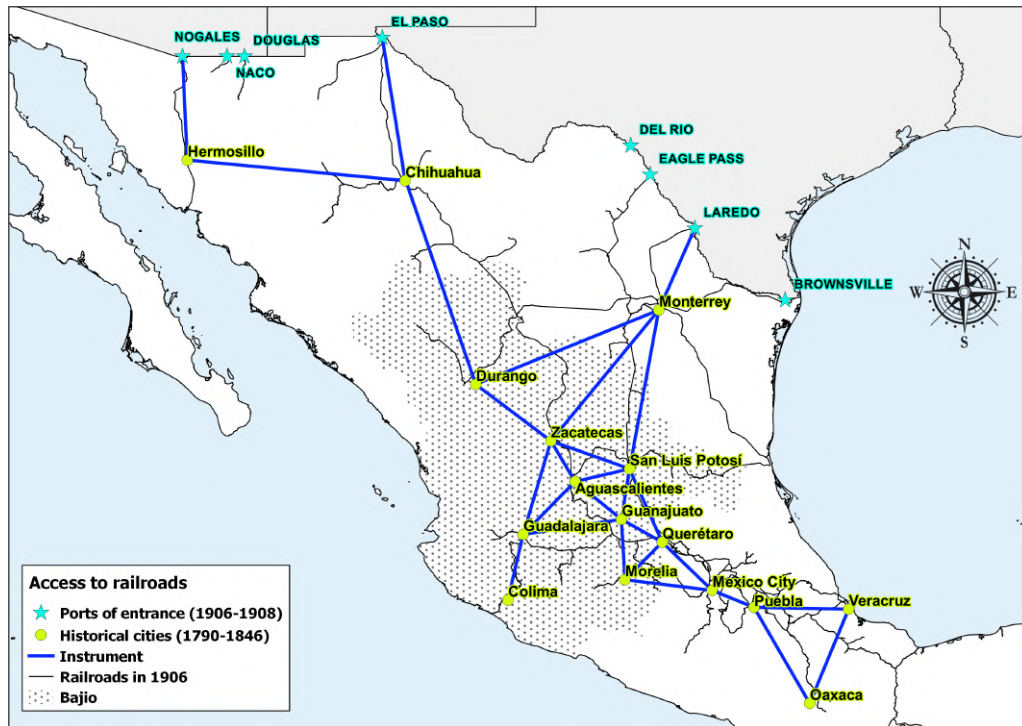 EL PASO
NOGALES
DOUGLAS
NACO
DEL RIO
Hermosillo
EAGLE PASS
Chihuahua
LAREDO
N
W
E
S
BROWNSVILLE
Monterrey
Durango
Zacatecas
San Luis Potosí
Aguascalientes
Guanajuato
Guadalajara
Querétaro
Morelia
México City
Colima
Puebla
Veracruz
Oaxaca
Access to railroads
Ports of entrance (1906-1908)
Historical cities (1790-1846)
Instrument
Railroads in 1906
Bajio